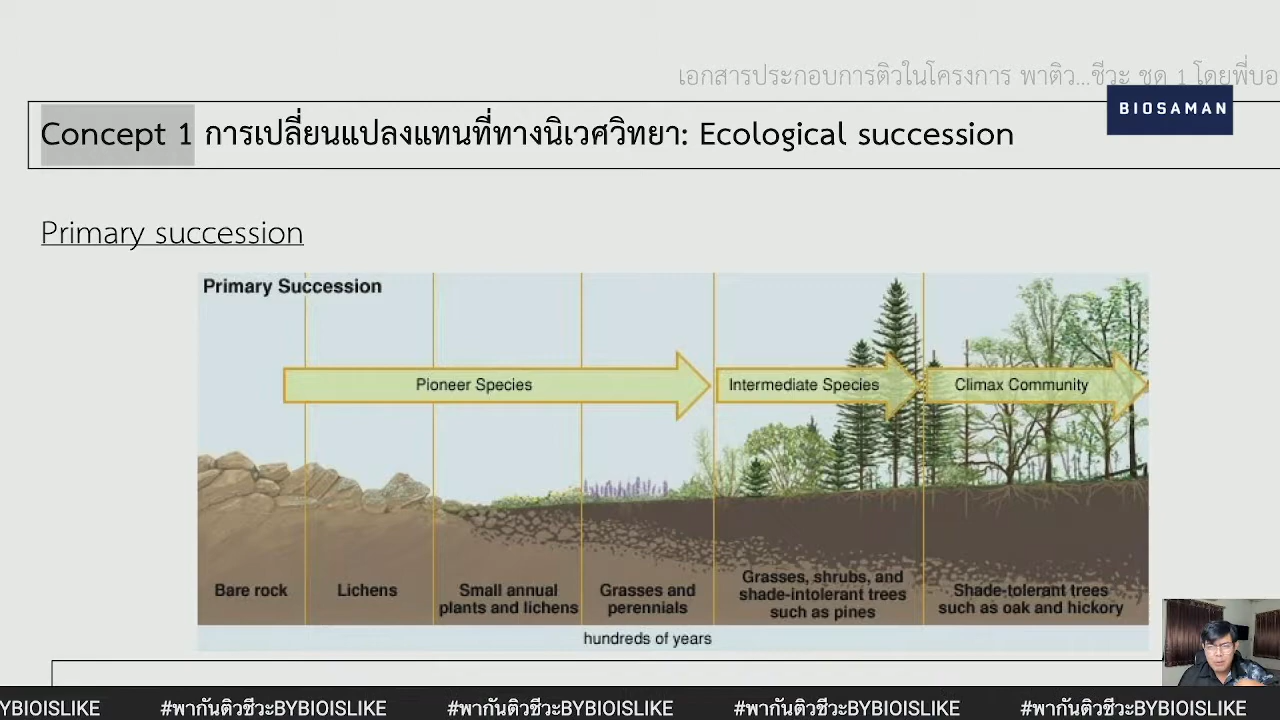 เอกสารประกอบการติวในโครงการ พาติว...ชีวะ ชุด 1 โดยพี่บอ
BIOSAMAN
Concept 1 การเปลี่ยนแปลงแทนที่ทางนิเวศวิทยา: Ecological succession
Primary succession
Primary Succession
Pioneer Species
Intermediate Species
Climax Community
Bare rock
Lichens
Small annual
plants and lichens
Grasses and
perennials
Grasses, shrubs, and
shade-intolerant trees
such as pines
Shade-tolerant trees
such as oak and hickory
hundreds of years
YBIOISLIKE #พากันติวชีวะBYBIOISLIKE #พากันติวชีวะBYBIOISLIKE #พากันติวชีวะBYBIOISLIKE #พากันติวชีวะBYBIOISLIKE